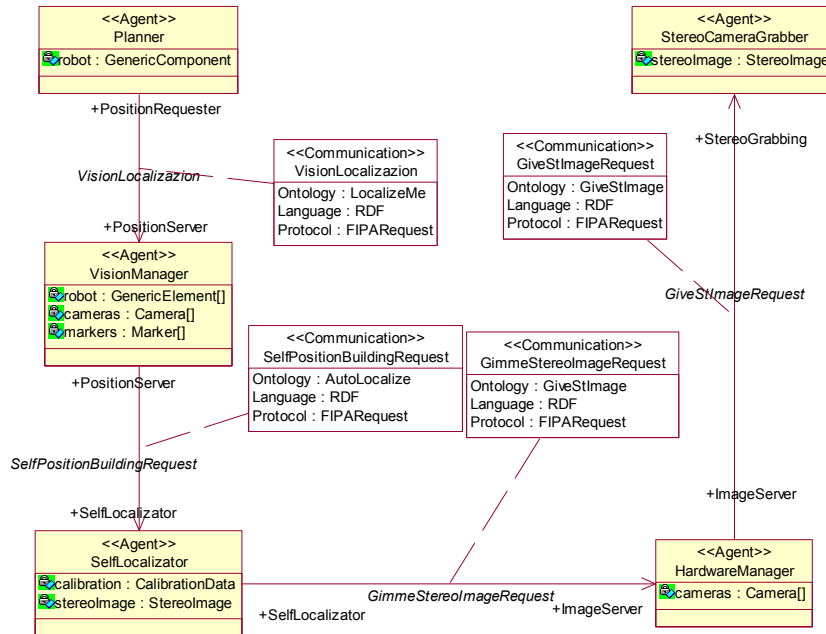 <<Agent>>
Planner
robot : GenericComponent
<<Agent>>
StereoCameraGrabber
stereoImage : StereoImage
+PositionRequester
+StereoGrabbing
VisionLocalizazion
<<Communication>>
VisionLocalizazion
Ontology : LocalizeMe
Language : RDF
Protocol : FIPARequest
<<Communication>>
GiveStImageRequest
Ontology : GiveStImage
Language : RDF
Protocol : FIPARequest
+PositionServer
<<Agent>>
VisionManager
robot : GenericElement[]
cameras : Camera[]
markers : Marker[]
GiveStImageRequest
+PositionServer
<<Communication>>
SelfPositionBuildingRequest
Ontology : AutoLocalize
Language : RDF
Protocol : FIPARequest
<<Communication>>
GimmeStereoImageRequest
Ontology : GiveStImage
Language : RDF
Protocol : FIPARequest
SelfPositionBuildingRequest
+SelfLocalizator
+ImageServer
<<Agent>>
SelfLocalizator
calibration : CalibrationData
stereoImage : StereoImage
GimmeStereoImageRequest
+SelfLocalizator
+ImageServer
<<Agent>>
HardwareManager
cameras : Camera[]